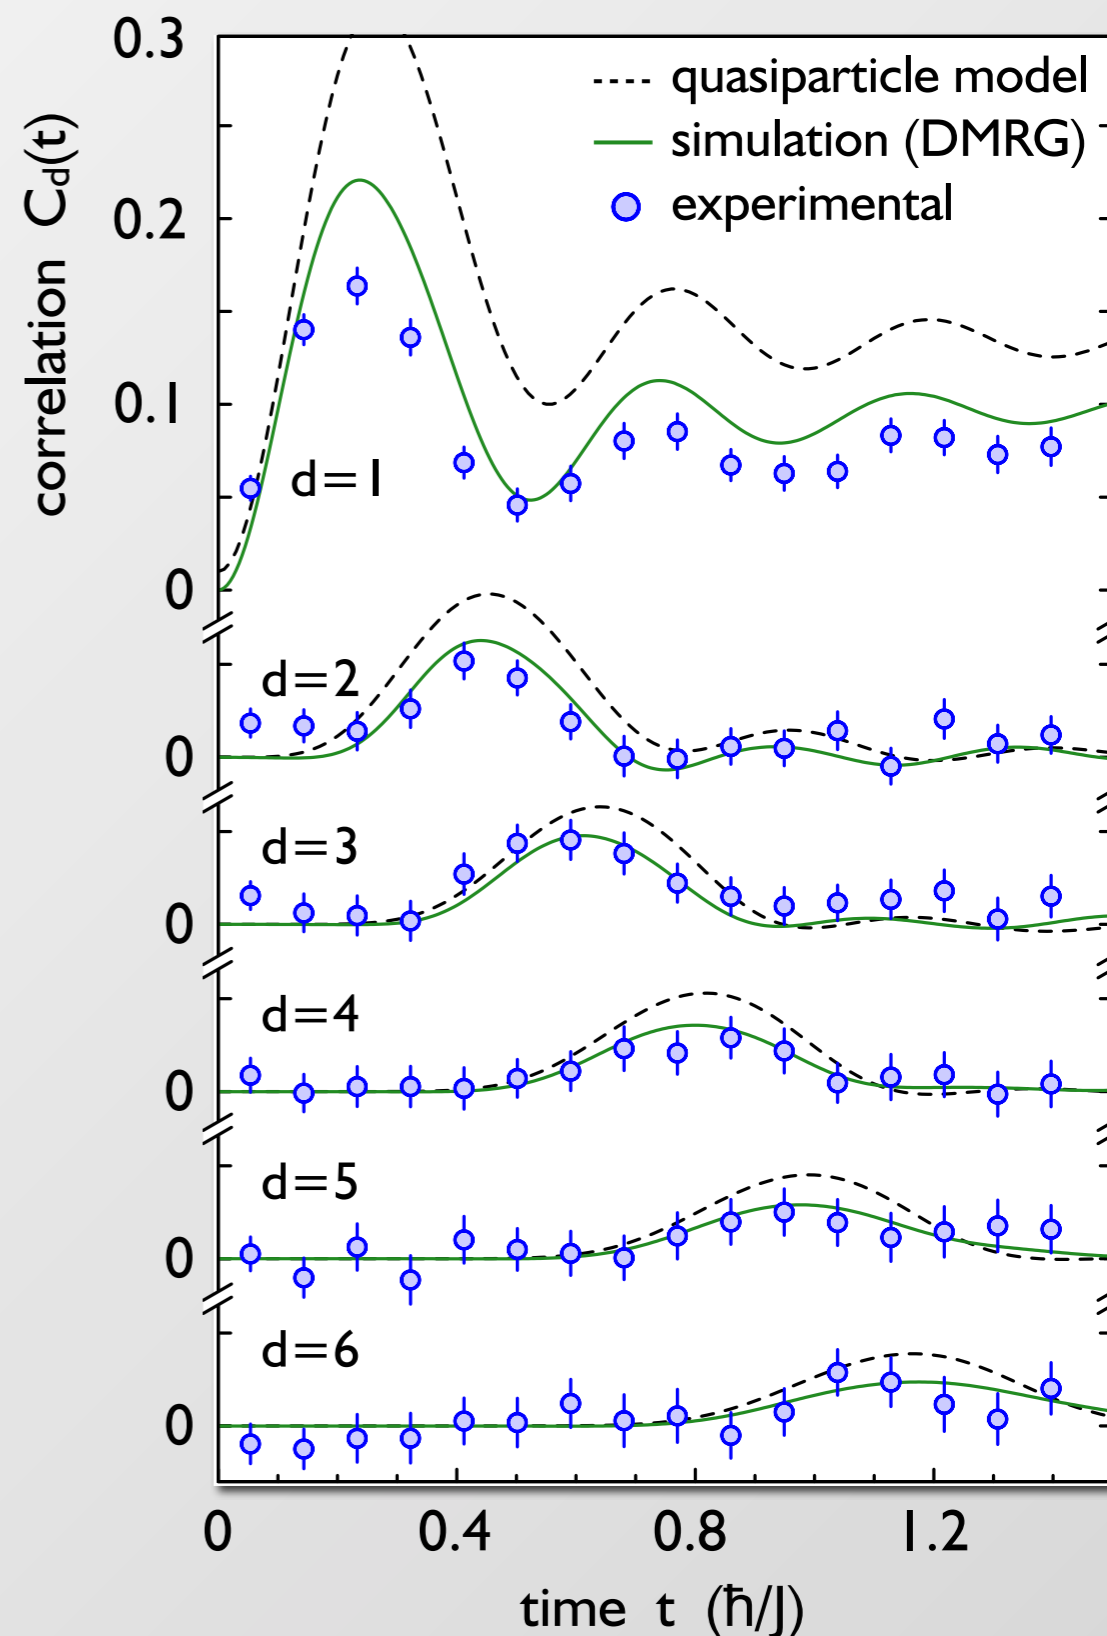 0.3
quasiparticle model
simulation (DMRG)
experimental
correlation Cd(t)
0.2
0.1
d=1
0
d=2
0
d=3
0
d=4
0
d=5
0
d=6
0
0 0.4 0.8 1.2
time t (ħ/J)